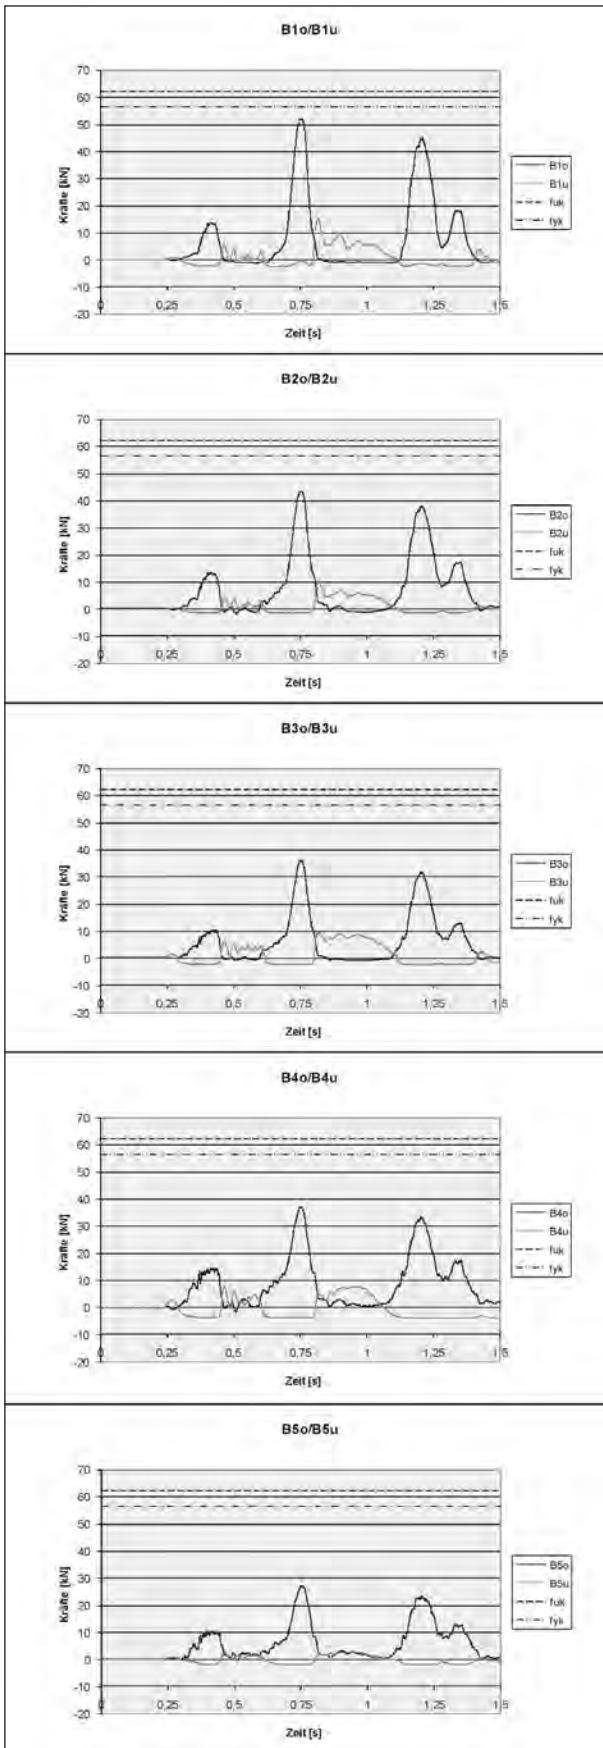 B1o/B1u
70
60
50
40
30
20
10
0
-10
-20
Kräfte [kN]
0 0,25 0,5 0,75 1 1,25 1,5
Zeit [s]
B1o
B1u
fuk
fyk
B2o/B2u
70
60
50
40
30
20
10
0
-10
-20
Kräfte [kN]
0 0,25 0,5 0,75 1 1,25 1,5
Zeit [s]
B2o
B2u
fuk
fyk
B3o/B3u
70
60
50
40
30
20
10
0
-10
-20
Kräfte [kN]
0 0,25 0,5 0,75 1 1,25 1,5
Zeit [s]
B3o
B3u
fuk
fyk
B4o/B4u
70
60
50
40
30
20
10
0
-10
-20
Kräfte [kN]
0 0,25 0,5 0,75 1 1,25 1,5
Zeit [s]
B4o
B4u
fuk
fyk
B5o/B5u
70
60
50
40
30
20
10
0
-10
-20
Kräfte [kN]
0 0,25 0,5 0,75 1 1,25 1,5
Zeit [s]
B5o
B5u
fuk
fyk